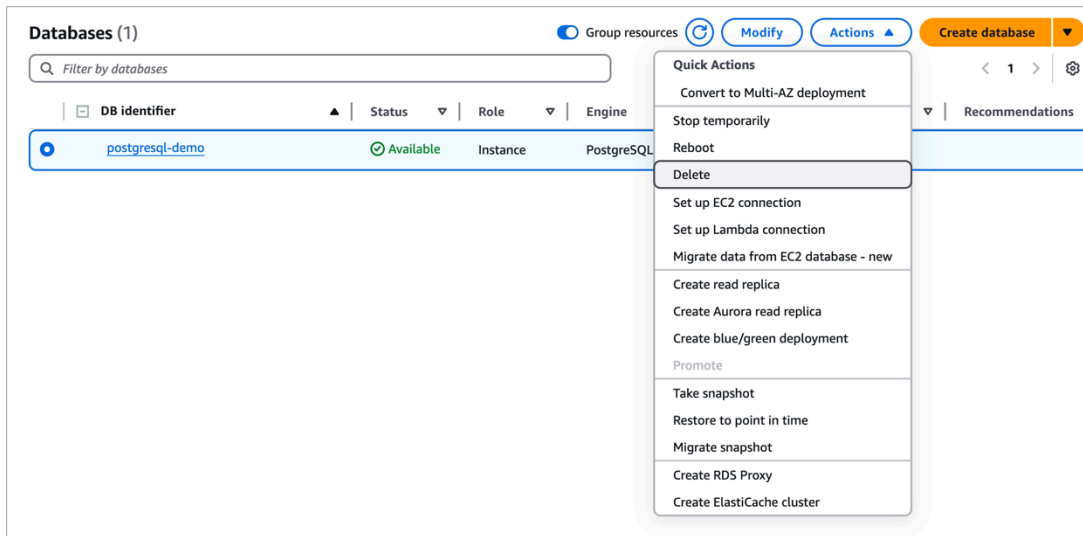 Databases (1)
Group resources
Modify
Actions
Create database
Filter by databases
1
DB identifier
Status
Role
Engine
Recommendations
postgresql-demo
Available
Instance
PostgreSQL
Quick Actions
Convert to Multi-AZ deployment
Stop temporarily
Reboot
Delete
Set up EC2 connection
Set up Lambda connection
Migrate data from EC2 database - new
Create read replica
Create Aurora read replica
Create blue/green deployment
Promote
Take snapshot
Restore to point in time
Migrate snapshot
Create RDS Proxy
Create ElastiCache cluster